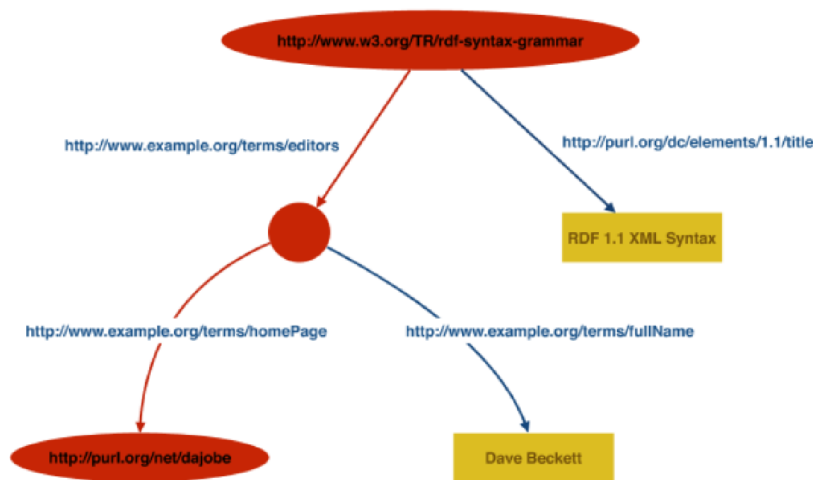 http://www.w3.org/TR/rdf-syntax-grammar
http://www.example.org/terms/editors
http://purl.org/dc/elements/1.1/title
RDF 1.1 XML Syntax
http://www.example.org/terms/homePage
http://www.example.org/terms/fullName
http://purl.org/net/dajobe
Dave Beckett